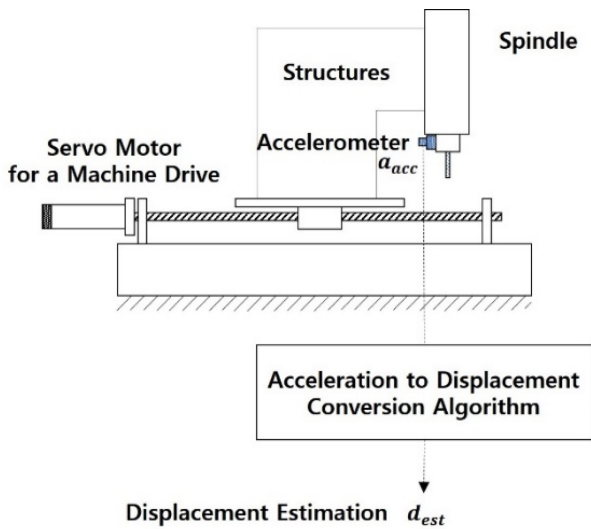 Spindle
Structures
Accelerometer
a_acc
Servo Motor
for a Machine Drive
Acceleration to Displacement
Conversion Algorithm
Displacement Estimation d_est